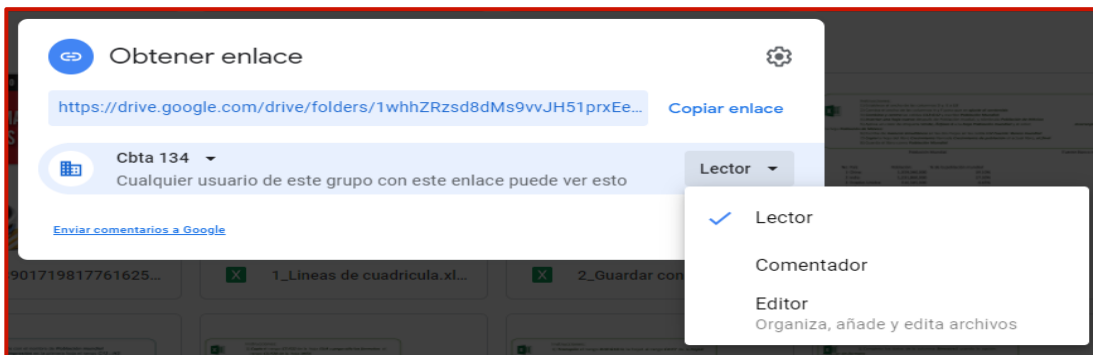 Obtener enlace
https://drive.google.com/drive/folders/1whhZRzsd8dMs9vvJH51prxEe...
Copiar enlace
Cbta 134
Cualquier usuario de este grupo con este enlace puede ver esto
Lector
Enviar comentarios a Google
Lector
Comentador
Editor
Organiza, añade y edita archivos
901719817761625...
1_Lineas de cuadricula.xl...
2_Guardar con